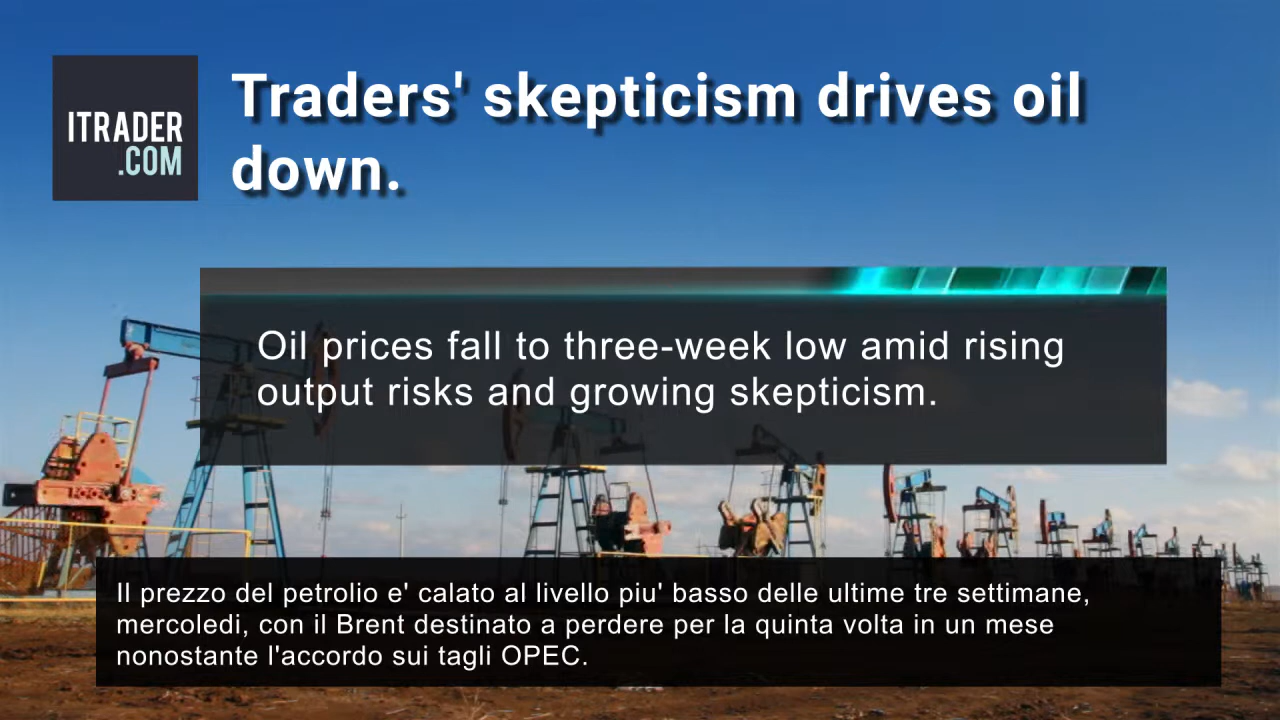 ITRADER
.COM
Traders' skepticism drives oil
down.
Oil prices fall to three-week low amid rising
output risks and growing skepticism.
Il prezzo del petrolio e' calato al livello piu' basso delle ultime tre settimane,
mercoledi, con il Brent destinato a perdere per la quinta volta in un mese
nonostante l'accordo sui tagli OPEC.